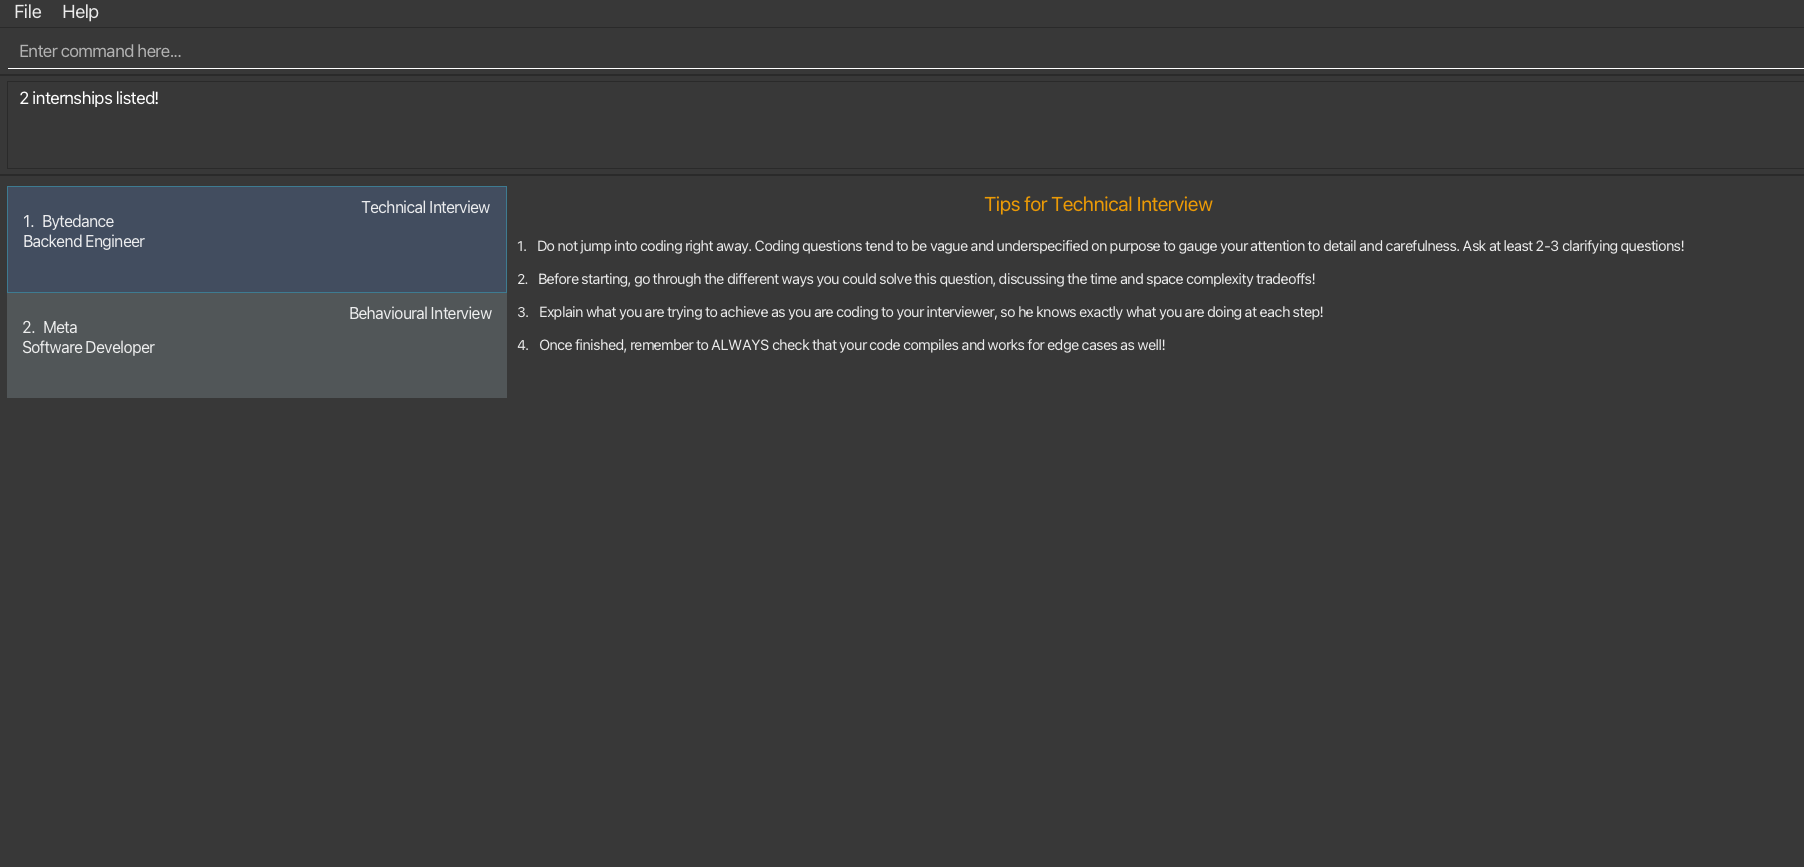 File Help
Enter command here...
2 internships listed!
Technical Interview
1. Bytedance
Backend Engineer
Behavioural Interview
2. Meta
Software Developer
Tips for Technical Interview
1. Do not jump into coding right away. Coding questions tend to be vague and underspecified on purpose to gauge your attention to detail and carefulness. Ask at least 2-3 clarifying questions!
2. Before starting, go through the different ways you could solve this question, discussing the time and space complexity tradeoffs!
3. Explain what you are trying to achieve as you are coding to your interviewer, so he knows exactly what you are doing at each step!
4. Once finished, remember to ALWAYS check that your code compiles and works for edge cases as well!